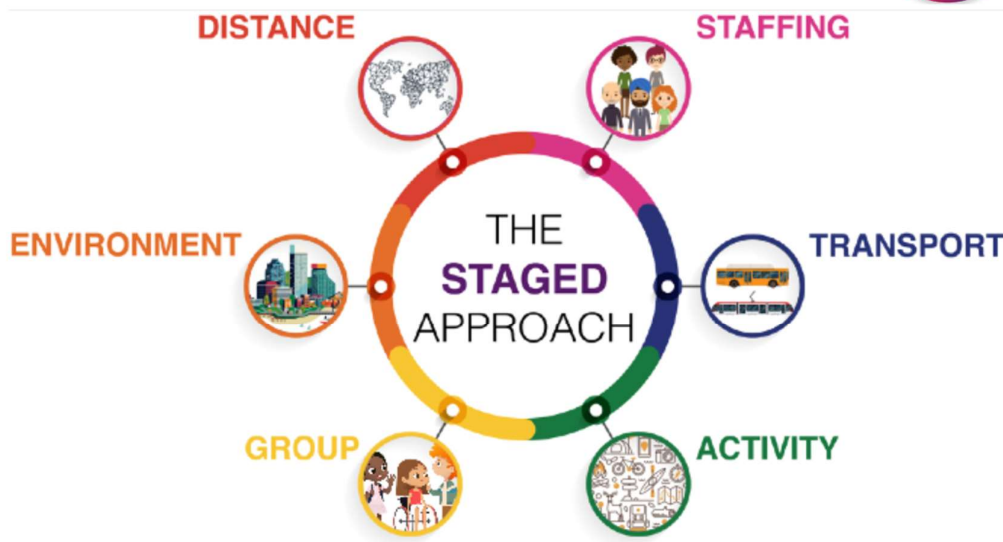 DISTANCE
STAFFING
ENVIRONMENT
THE
STAGED
APPROACH
TRANSPORT
GROUP
ACTIVITY